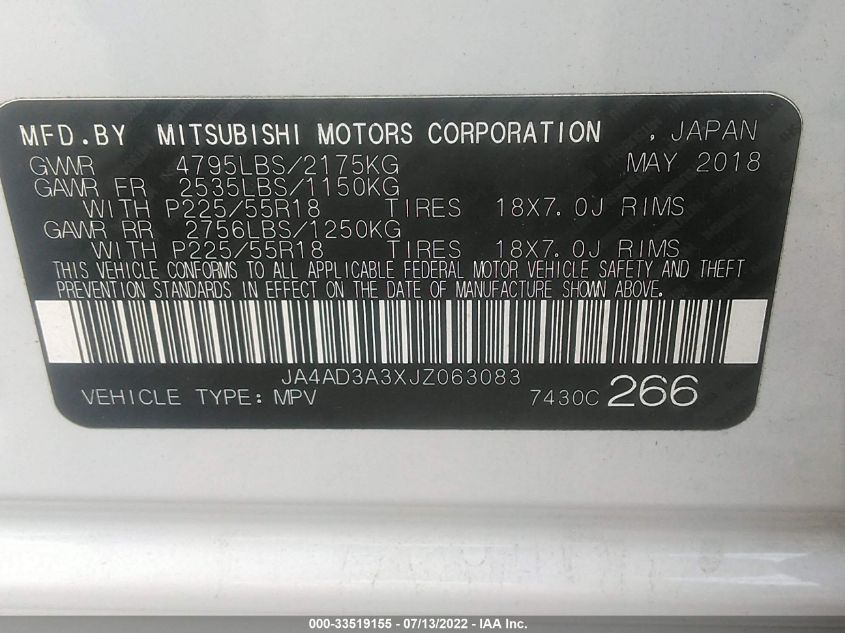 MFD.BY MITSUBISHI MOTORS CORPORATION , JAPAN
GVWR 4795LBS/2175KG MAY 2018
GAWR FR 2535LBS/1150KG
WITH P225/55R18 TIRES 18X7.0J RIMS
GAWR RR 2756LBS/1250KG
WITH P225/55R18 TIRES 18X7.0J RIMS
THIS VEHICLE CONFORMS TO ALL APPLICABLE FEDERAL MOTOR VEHICLE SAFETY AND THEFT
PREVENTION STANDARDS IN EFFECT ON THE DATE OF MANUFACTURE SHOWN ABOVE.
JA4AD3A3XJZ063083
VEHICLE TYPE: MPV 7430C 266
000-33519155 - 07/13/2022 - IAA Inc.